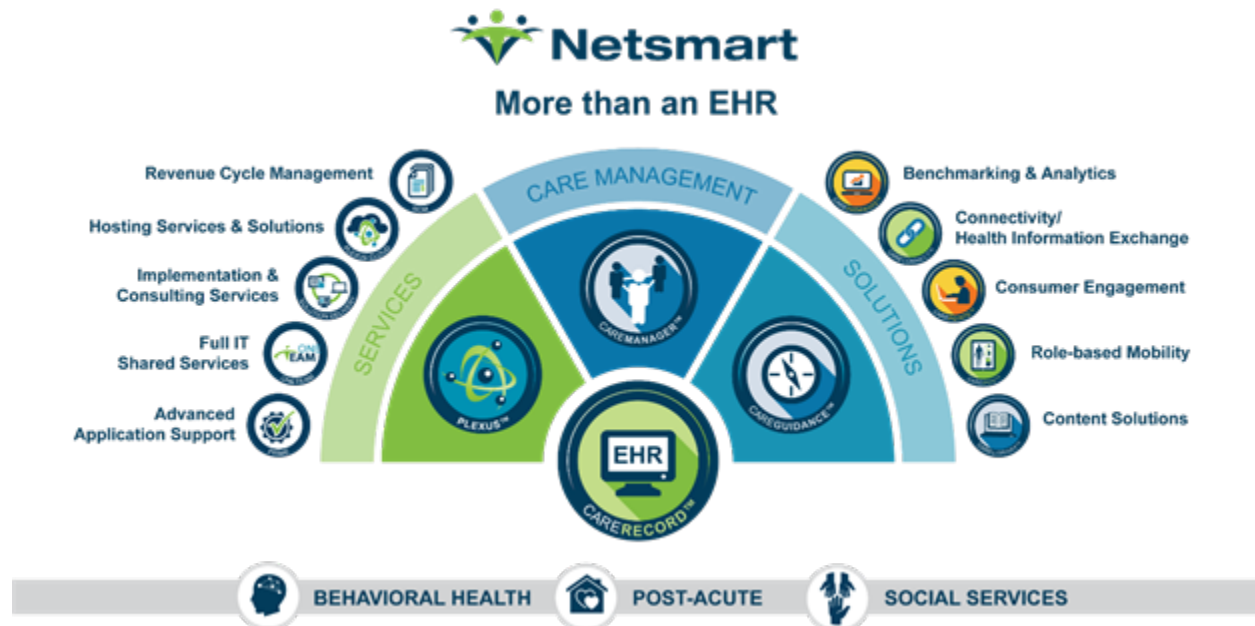 Netsmart
More than an EHR
Revenue Cycle Management
Hosting Services & Solutions
Implementation &
Consulting Services
Full IT
Shared Services
Advanced
Application Support
SERVICES
CARE MANAGEMENT
SOLUTIONS
PLEXUS™
CAREMANAGER™
CAREGUIDANCE™
EHR
CARERECORD™
Benchmarking & Analytics
Connectivity/
Health Information Exchange
Consumer Engagement
Role-based Mobility
Content Solutions
BEHAVIORAL HEALTH
POST-ACUTE
SOCIAL SERVICES